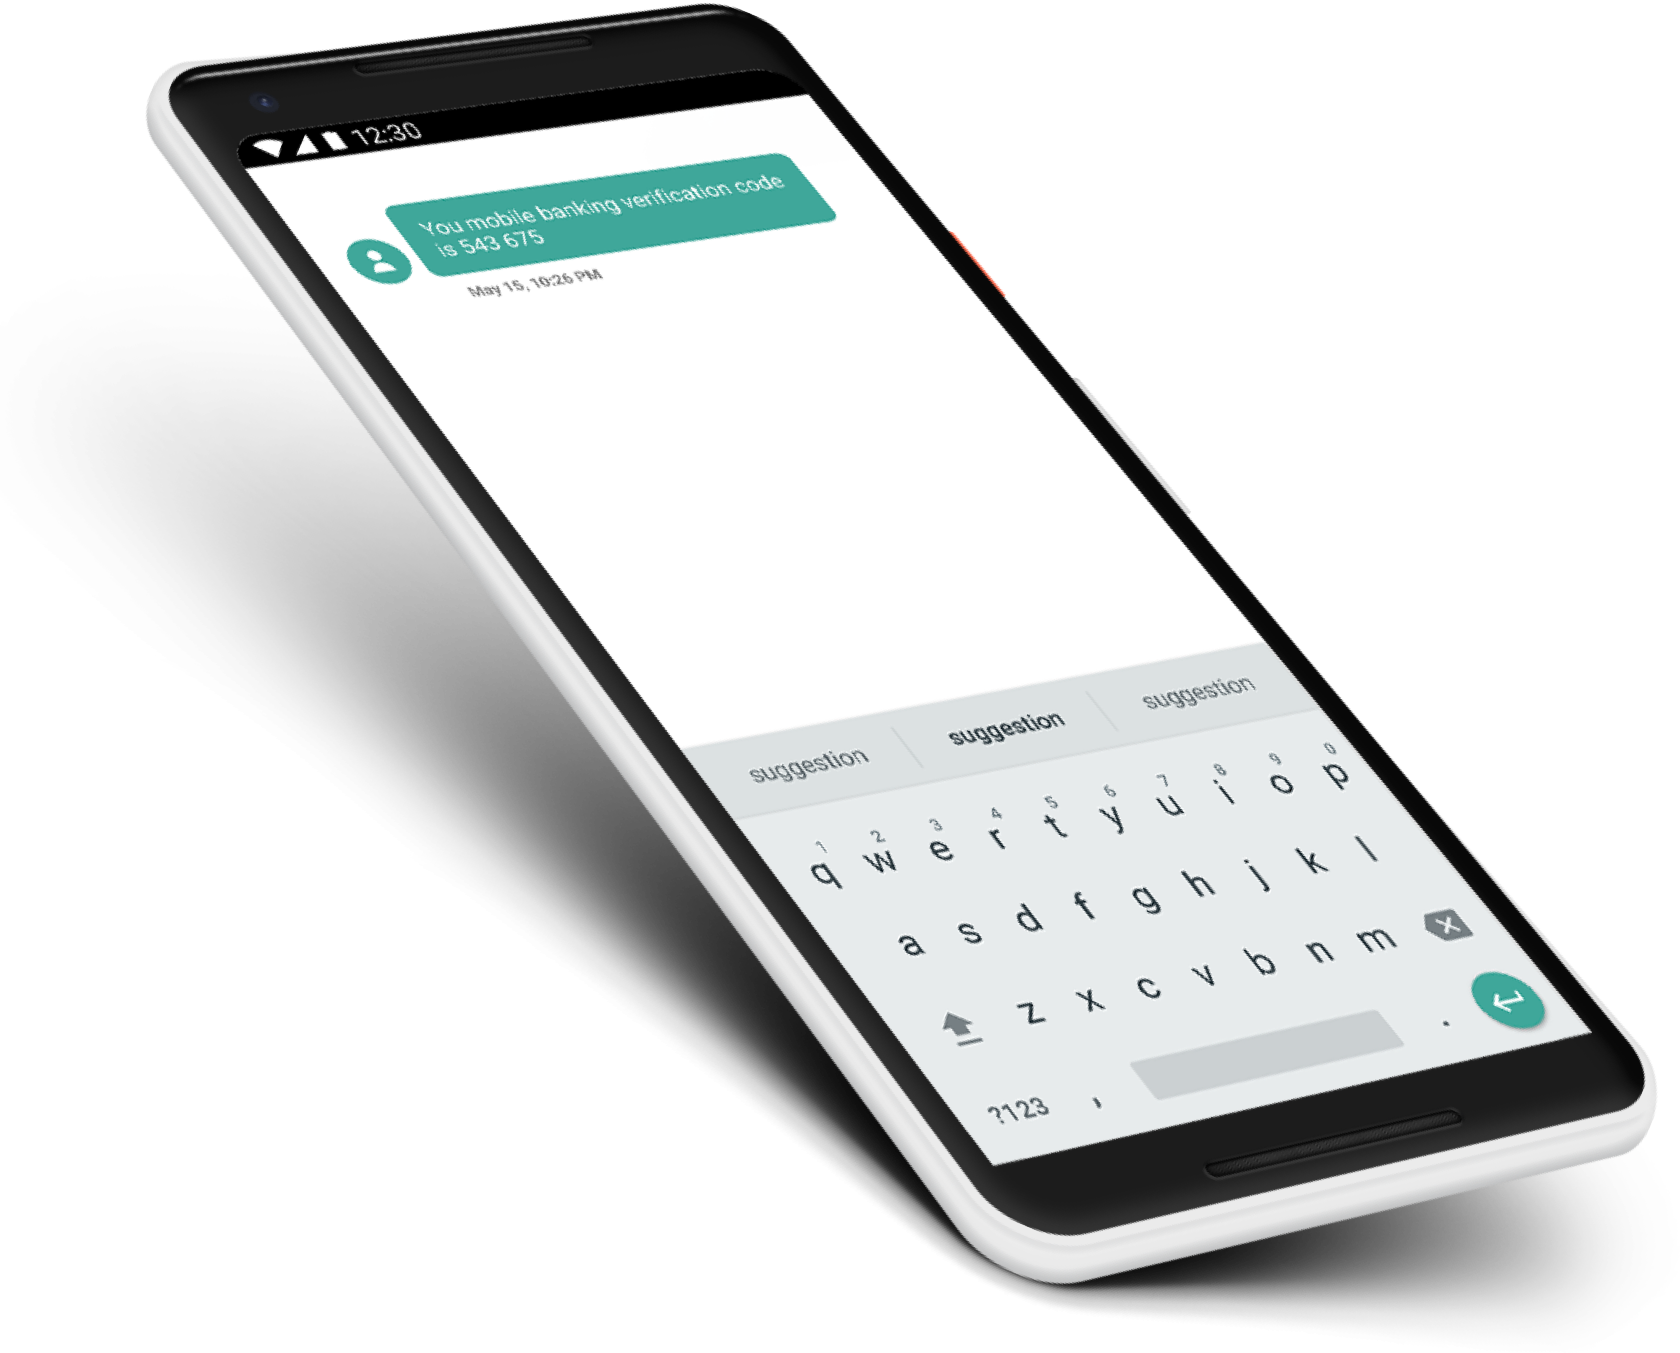 12:30
You mobile banking verification code
is 543 675
May 15, 10:26 PM
suggestion suggestion suggestion
1 2 3 4 5 6 7 8 9 0
q w e r t y u i o p
a s d f g h j k l
z x c v b n m
?123 , .